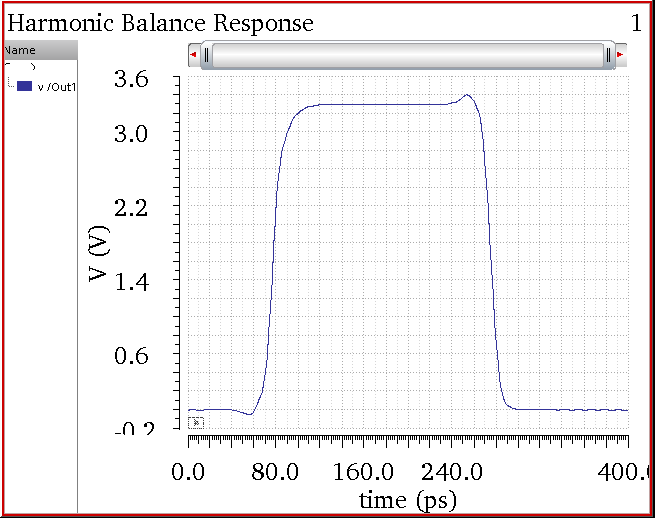 Harmonic Balance Response 1
Name
v /Out1
3.6
3.0
2.2
1.4
0.6
-0.2
V (V)
0.0 80.0 160.0 240.0 400.0
time (ps)